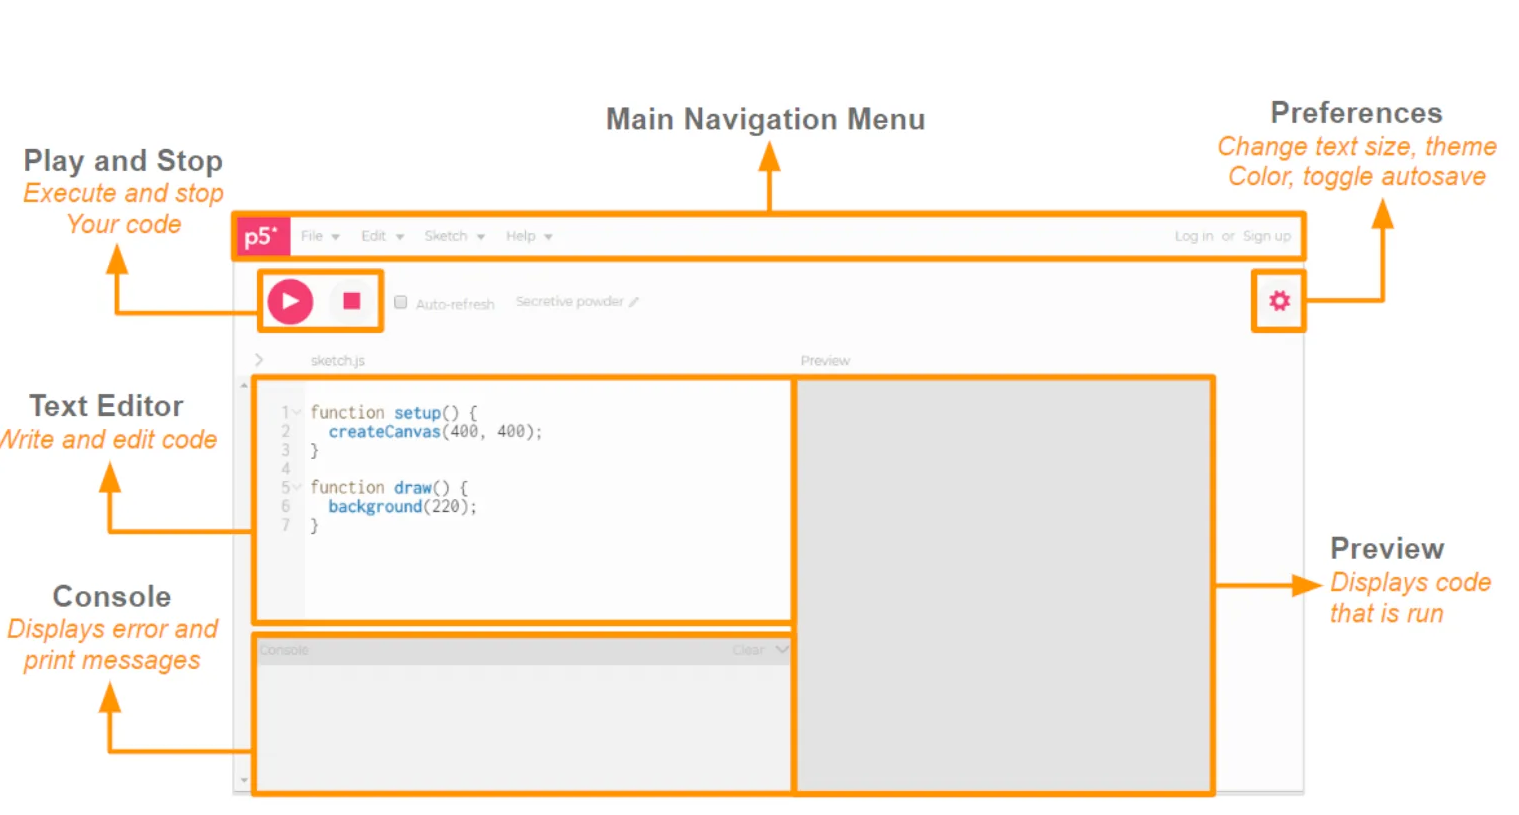 Main Navigation Menu
Preferences
Change text size, theme
Color, toggle autosave
Play and Stop
Execute and stop
Your code
p5* File Edit Sketch Help Log in or Sign up
Auto-refresh Secretive powder
sketch.js Preview
Text Editor
Write and edit code
1 function setup() {
2 createCanvas(400, 400);
3 }
4
5 function draw() {
6 background(220);
7 }
Console
Displays error and
print messages
Console Clear
Preview
Displays code
that is run